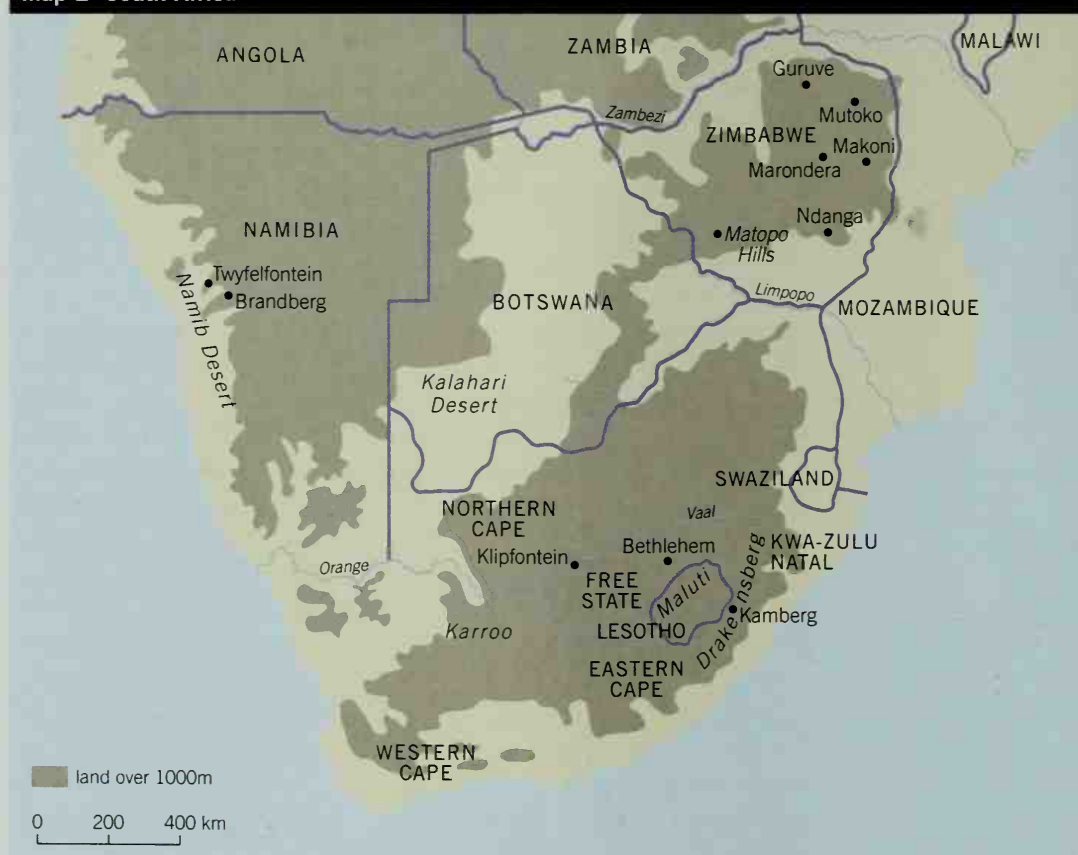 ANGOLA
ZAMBIA
MALAWI
Guruve
Zambezi
Mutoko
ZIMBABWE
Makoni
Marondera
NAMIBIA
Ndanga
Matopo
Hills
Twyfelfontein
Brandberg
Namib Desert
BOTSWANA
Limpopo
MOZAMBIQUE
Kalahari
Desert
SWAZILAND
NORTHERN
CAPE
Vaal
Klipfontein
Bethlehem
KWA-ZULU
NATAL
Orange
FREE
STATE
Maluti
Drakensberg
Kamberg
Karroo
LESOTHO
EASTERN
CAPE
WESTERN
CAPE
land over 1000m
0 200 400 km